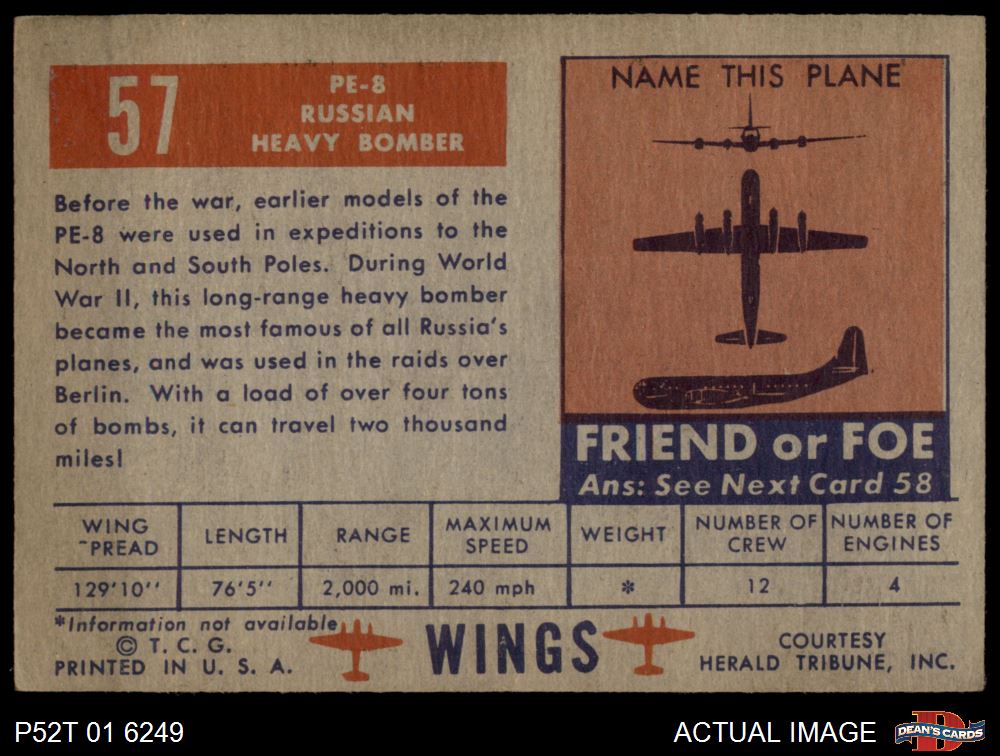 57
PE-8
RUSSIAN
HEAVY BOMBER
Before the war, earlier models of the
PE-8 were used in expeditions to the
North and South Poles. During World
War II, this long-range heavy bomber
became the most famous of all Russia's
planes, and was used in the raids over
Berlin. With a load of over four tons
of bombs, it can travel two thousand
miles!
NAME THIS PLANE
FRIEND or FOE
Ans: See Next Card 58
WING
-PREAD
LENGTH
RANGE
MAXIMUM
SPEED
WEIGHT
NUMBER OF
CREW
NUMBER OF
ENGINES
129'10''
76'5''
2,000 mi.
240 mph
*
12
4
*Information not available
© T. C. G.
PRINTED IN U. S. A.
WINGS
COURTESY
HERALD TRIBUNE, INC.
P52T 01 6249
ACTUAL IMAGE
D
DEAN'S CARDS